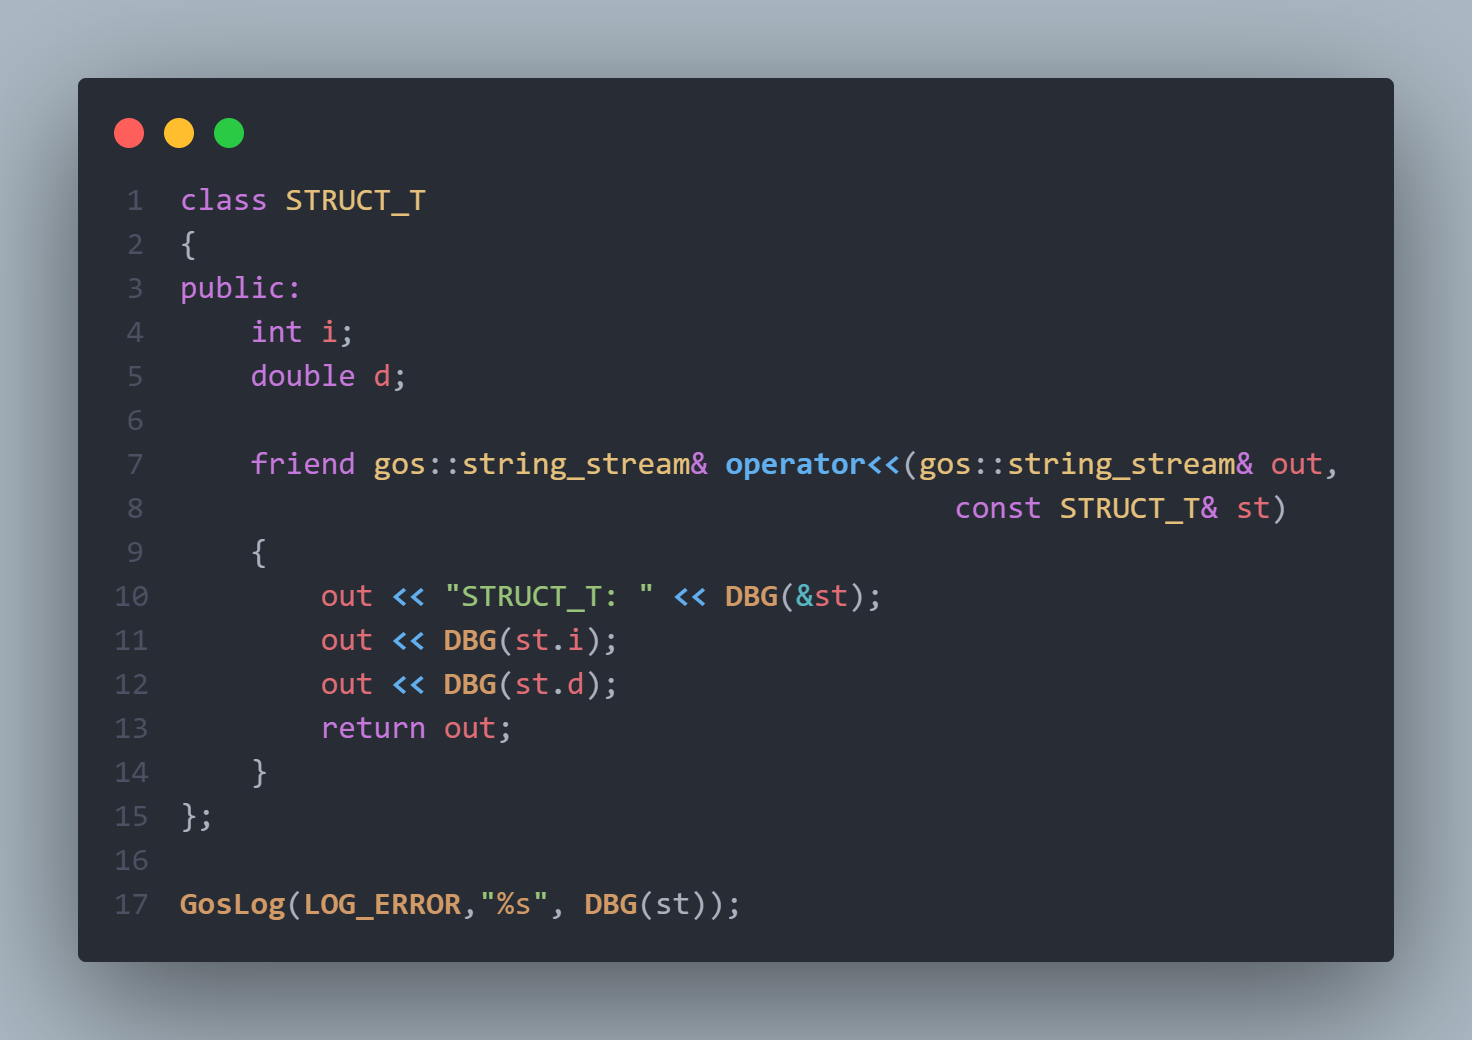 1 class STRUCT_T
2 {
3 public:
4     int i;
5     double d;
6
7     friend gos::string_stream& operator<<(gos::string_stream& out,
8                                             const STRUCT_T& st)
9     {
10         out << "STRUCT_T: " << DBG(&st);
11         out << DBG(st.i);
12         out << DBG(st.d);
13         return out;
14     }
15 };
16
17 GosLog(LOG_ERROR,"%s", DBG(st));